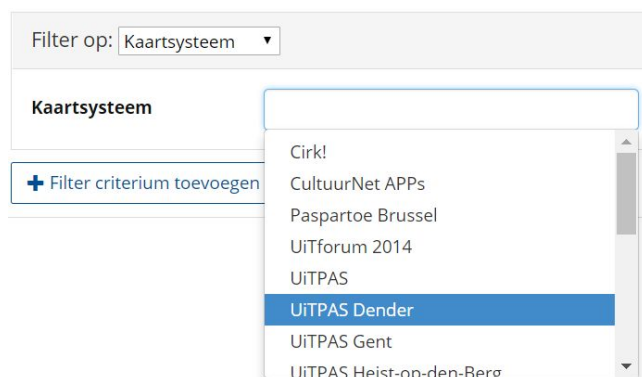 Filter op: Kaartsysteem
Kaartsysteem
Cirk!
CultuurNet APPs
+ Filter criterium toevoegen
Paspartoe Brussel
UiTforum 2014
UiTPAS
UiTPAS Dender
UiTPAS Gent
UiTPAS Heist-op-den-Berg